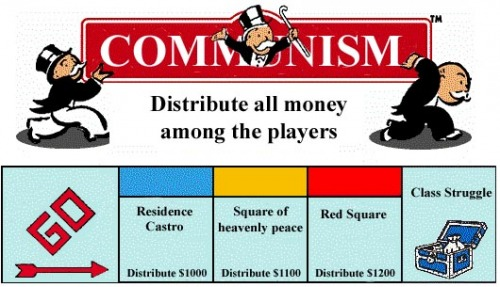 COMMUNISM TM
Distribute all money
among the players
GO
Residence
Castro
Distribute $1000
Square of
heavenly peace
Distribute $1100
Red Square
Distribute $1200
Class Struggle